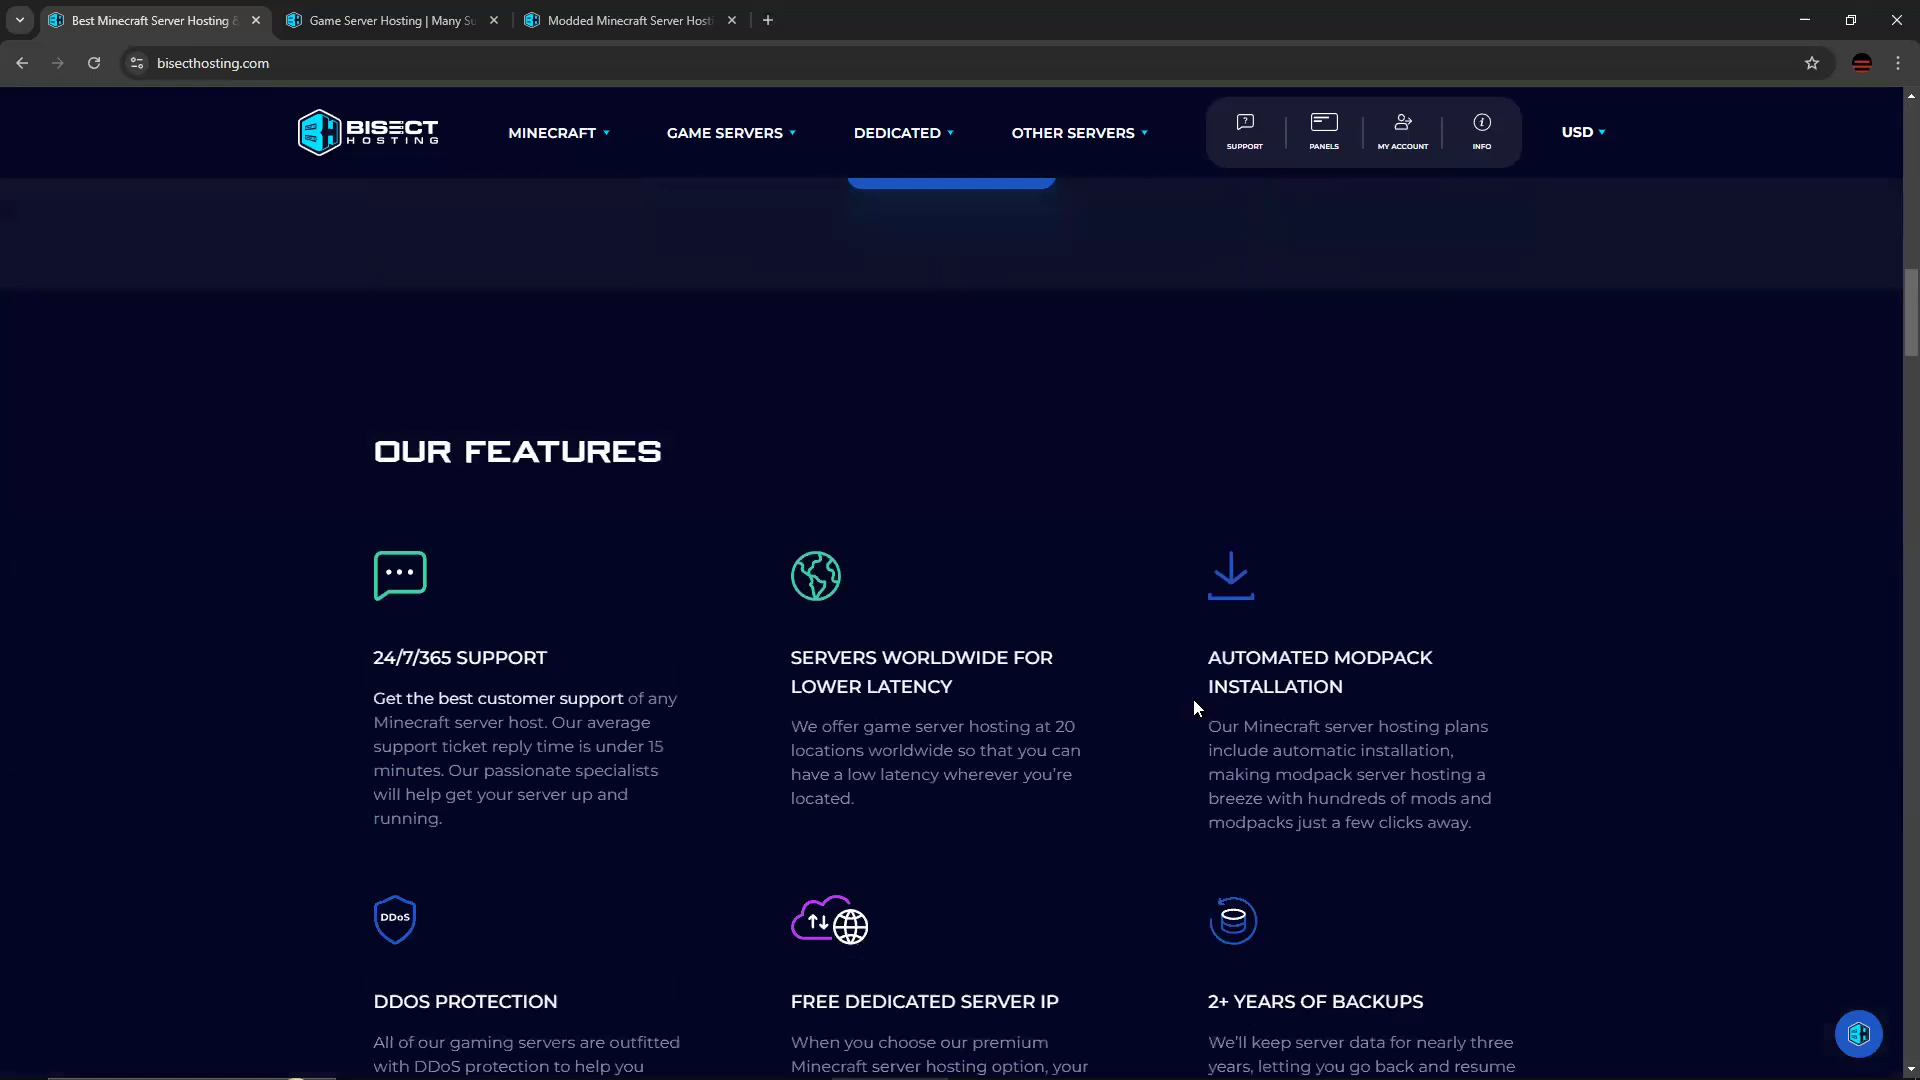 Best Minecraft Server Hosting &
Game Server Hosting | Many Su
Modded Minecraft Server Hosti
bisecthosting.com
BISECT
HOSTING
MINECRAFT
GAME SERVERS
DEDICATED
OTHER SERVERS
SUPPORT
PANELS
MY ACCOUNT
INFO
USD
OUR FEATURES
24/7/365 SUPPORT
Get the best customer support of any
Minecraft server host. Our average
support ticket reply time is under 15
minutes. Our passionate specialists
will help get your server up and
running.
SERVERS WORLDWIDE FOR
LOWER LATENCY
We offer game server hosting at 20
locations worldwide so that you can
have a low latency wherever you're
located.
AUTOMATED MODPACK
INSTALLATION
Our Minecraft server hosting plans
include automatic installation,
making modpack server hosting a
breeze with hundreds of mods and
modpacks just a few clicks away.
DDoS
DDOS PROTECTION
All of our gaming servers are outfitted
with DDoS protection to help you
FREE DEDICATED SERVER IP
When you choose our premium
Minecraft server hosting option, your
2+ YEARS OF BACKUPS
We'll keep server data for nearly three
years, letting you go back and resume